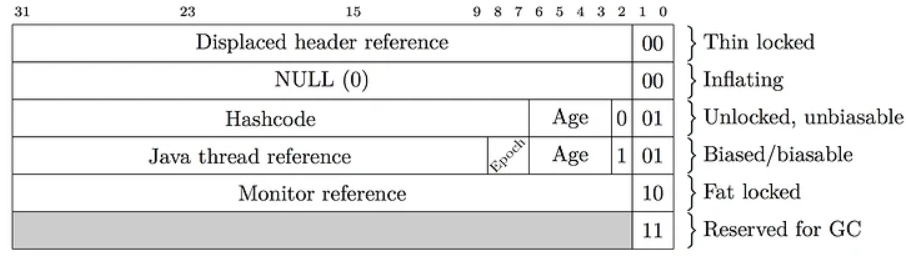 31 23 15 9 8 7 6 5 4 3 2 1 0
Displaced header reference 00 Thin locked
NULL (0) 00 Inflating
Hashcode Age 0 01 Unlocked, unbiasable
Java thread reference Epoch Age 1 01 Biased/biasable
Monitor reference 10 Fat locked
11 Reserved for GC